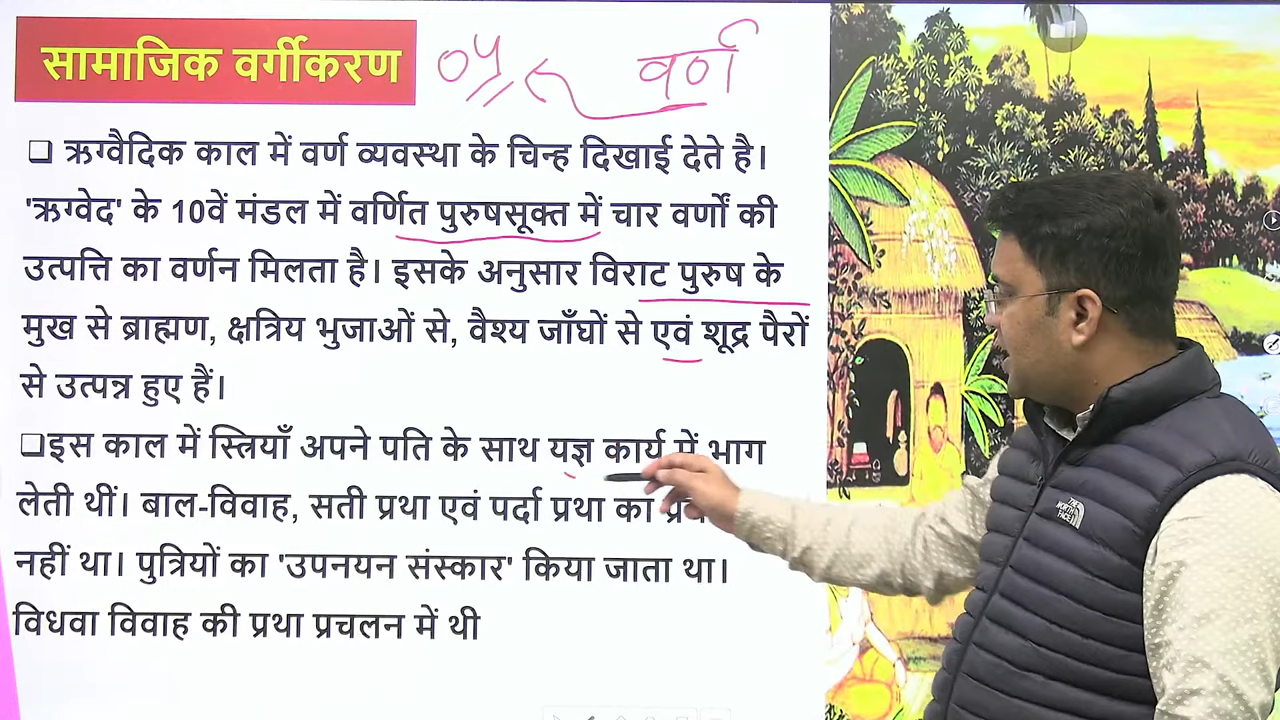 सामाजिक वर्गीकरण
वर्ण
❑ ऋग्वैदिक काल में वर्ण व्यवस्था के चिन्ह दिखाई देते है।
'ऋग्वेद' के 10वें मंडल में वर्णित पुरुषसूक्त में चार वर्णों की
उत्पत्ति का वर्णन मिलता है। इसके अनुसार विराट पुरुष के
मुख से ब्राह्मण, क्षत्रिय भुजाओं से, वैश्य जाँघों से एवं शूद्र पैरों
से उत्पन्न हुए हैं।
❑इस काल में स्त्रियाँ अपने पति के साथ यज्ञ कार्य में भाग
लेती थीं। बाल-विवाह, सती प्रथा एवं पर्दा प्रथा का
नहीं था। पुत्रियों का 'उपनयन संस्कार' किया जाता था।
विधवा विवाह की प्रथा प्रचलन में थी
THE
NORTH
FACE